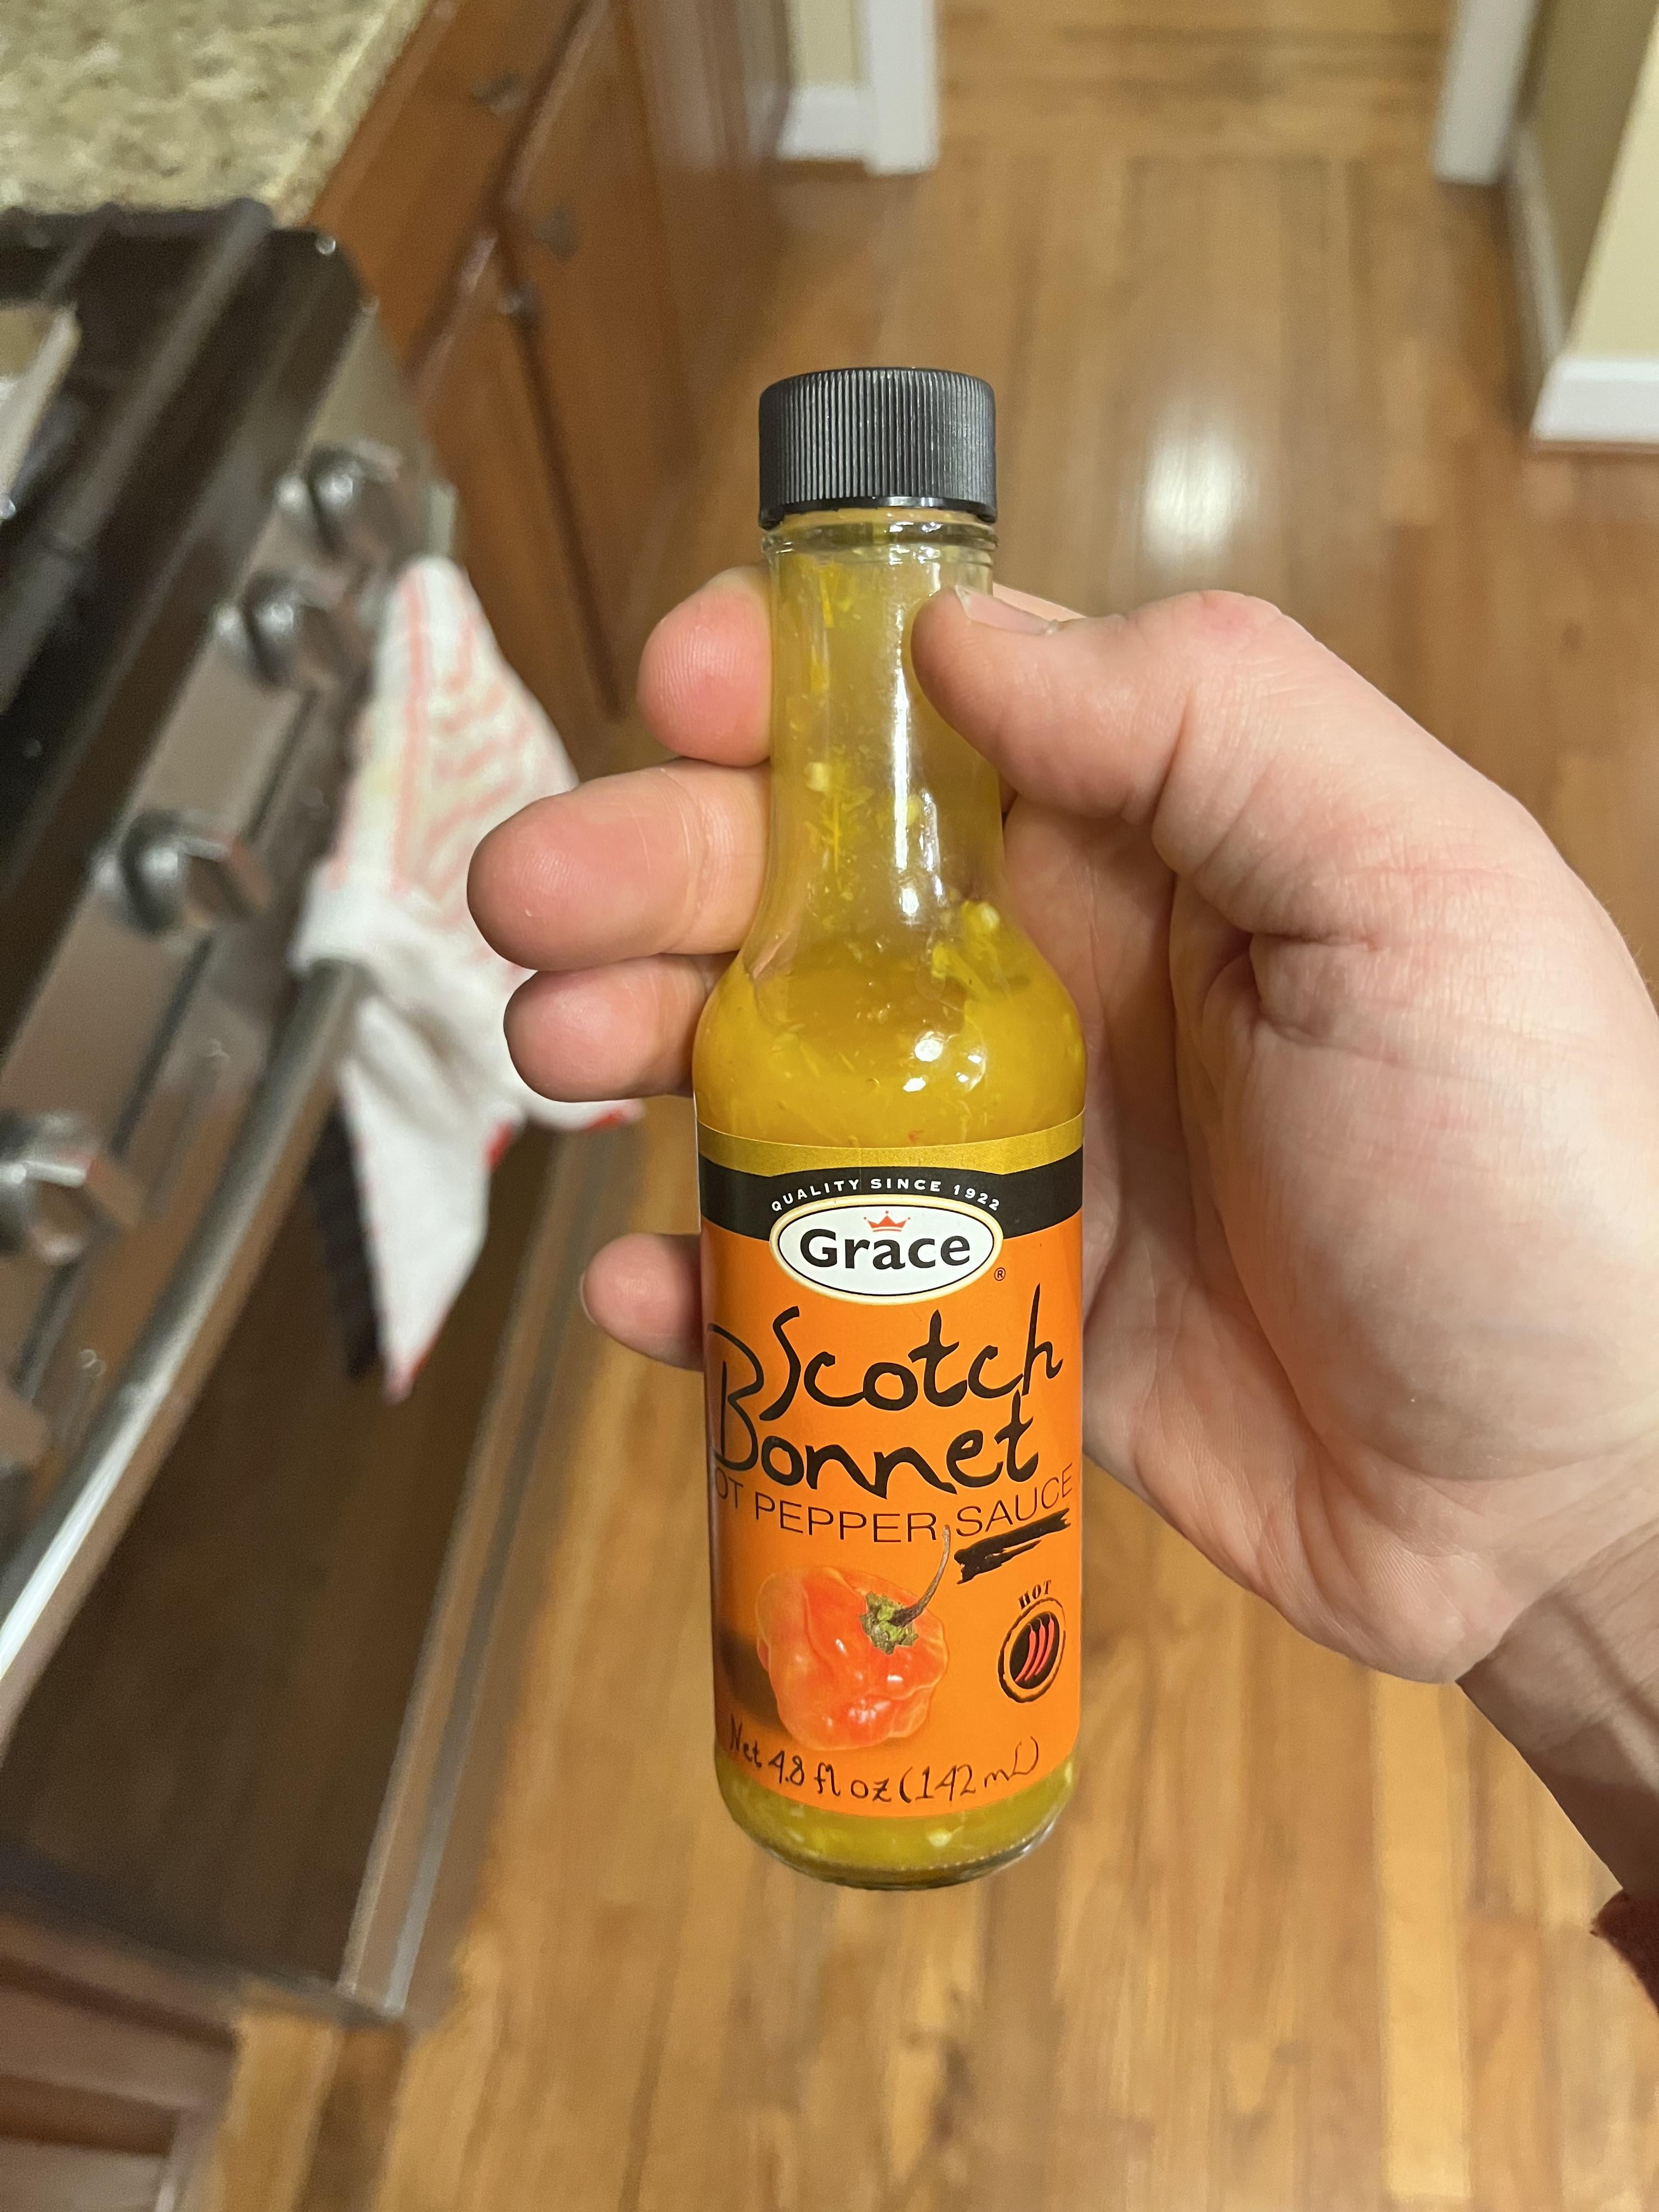 QUALITY SINCE 1922
Grace®
Scotch
Bonnet
OT PEPPER SAUCE
HOT
Net 4.8 fl oz (142 mL)